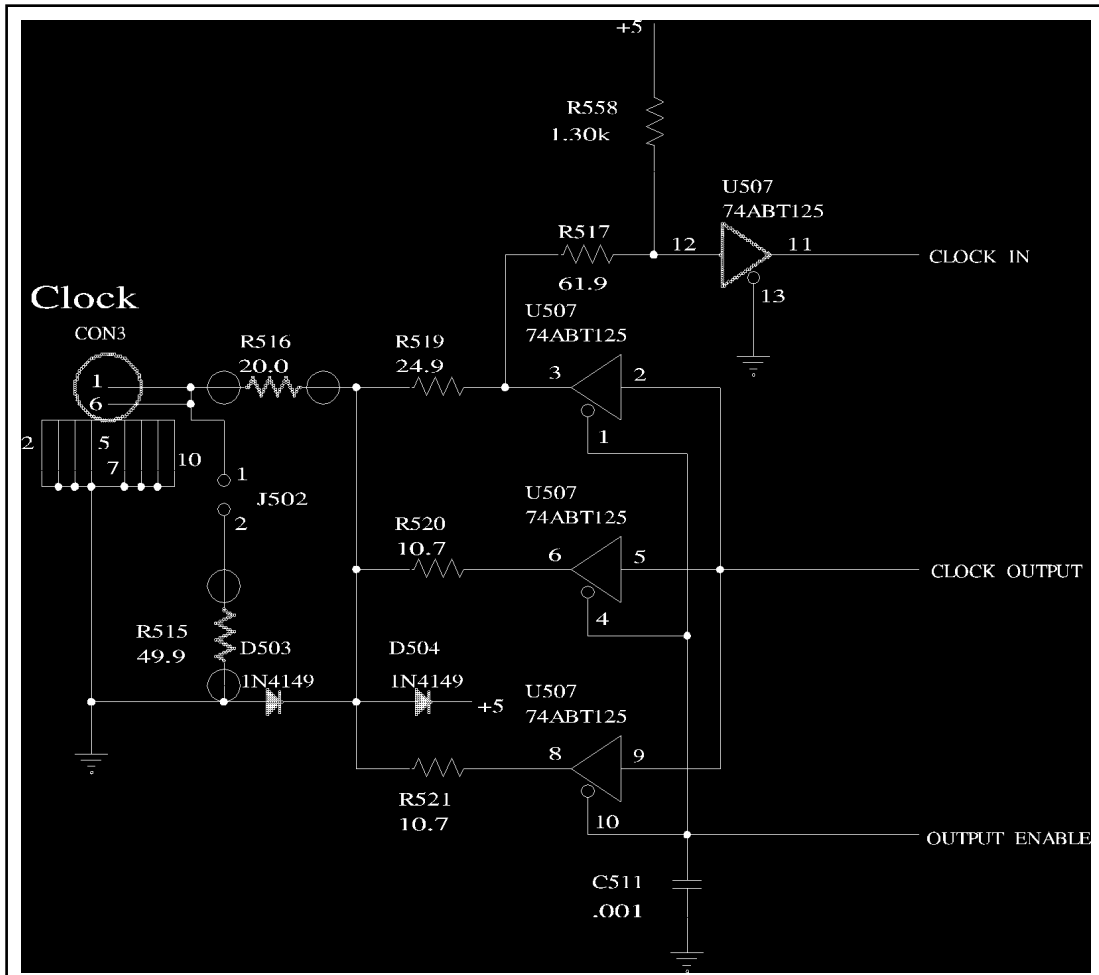 +5
R558
1.30k
U507
74ABT125
R517
12
11
CLOCK IN
61.9
13
Clock
U507
74ABT125
CON3
R516
R519
20.0
24.9
1
3
2
6
2
5
10
7
1
1
J502
2
U507
74ABT125
R520
10.7
6
5
CLOCK OUTPUT
4
R515
49.9
D503
D504
1N4149
1N4149
+5
U507
74ABT125
8
9
R521
10.7
10
OUTPUT ENABLE
C511
.001